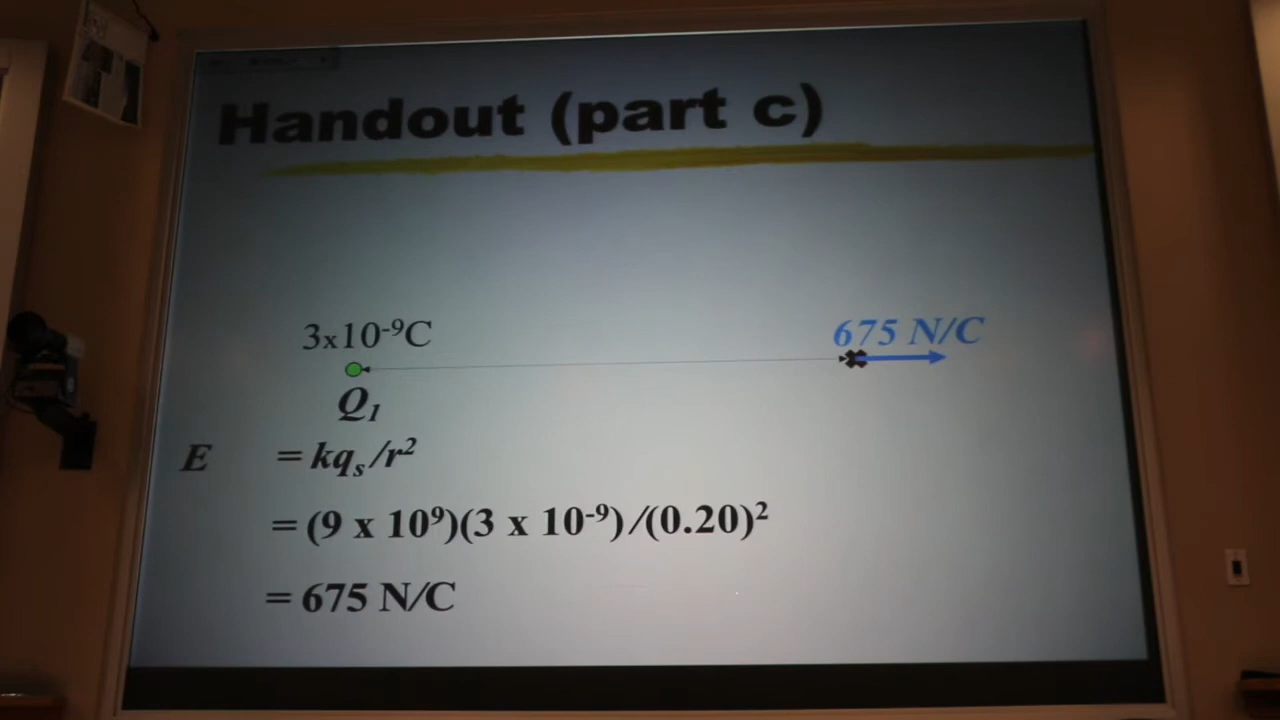 Handout (part c)
3x10⁻⁹C
675 N/C
Q₁
E = kqₛ/r²
= (9 x 10⁹)(3 x 10⁻⁹)/(0.20)²
= 675 N/C